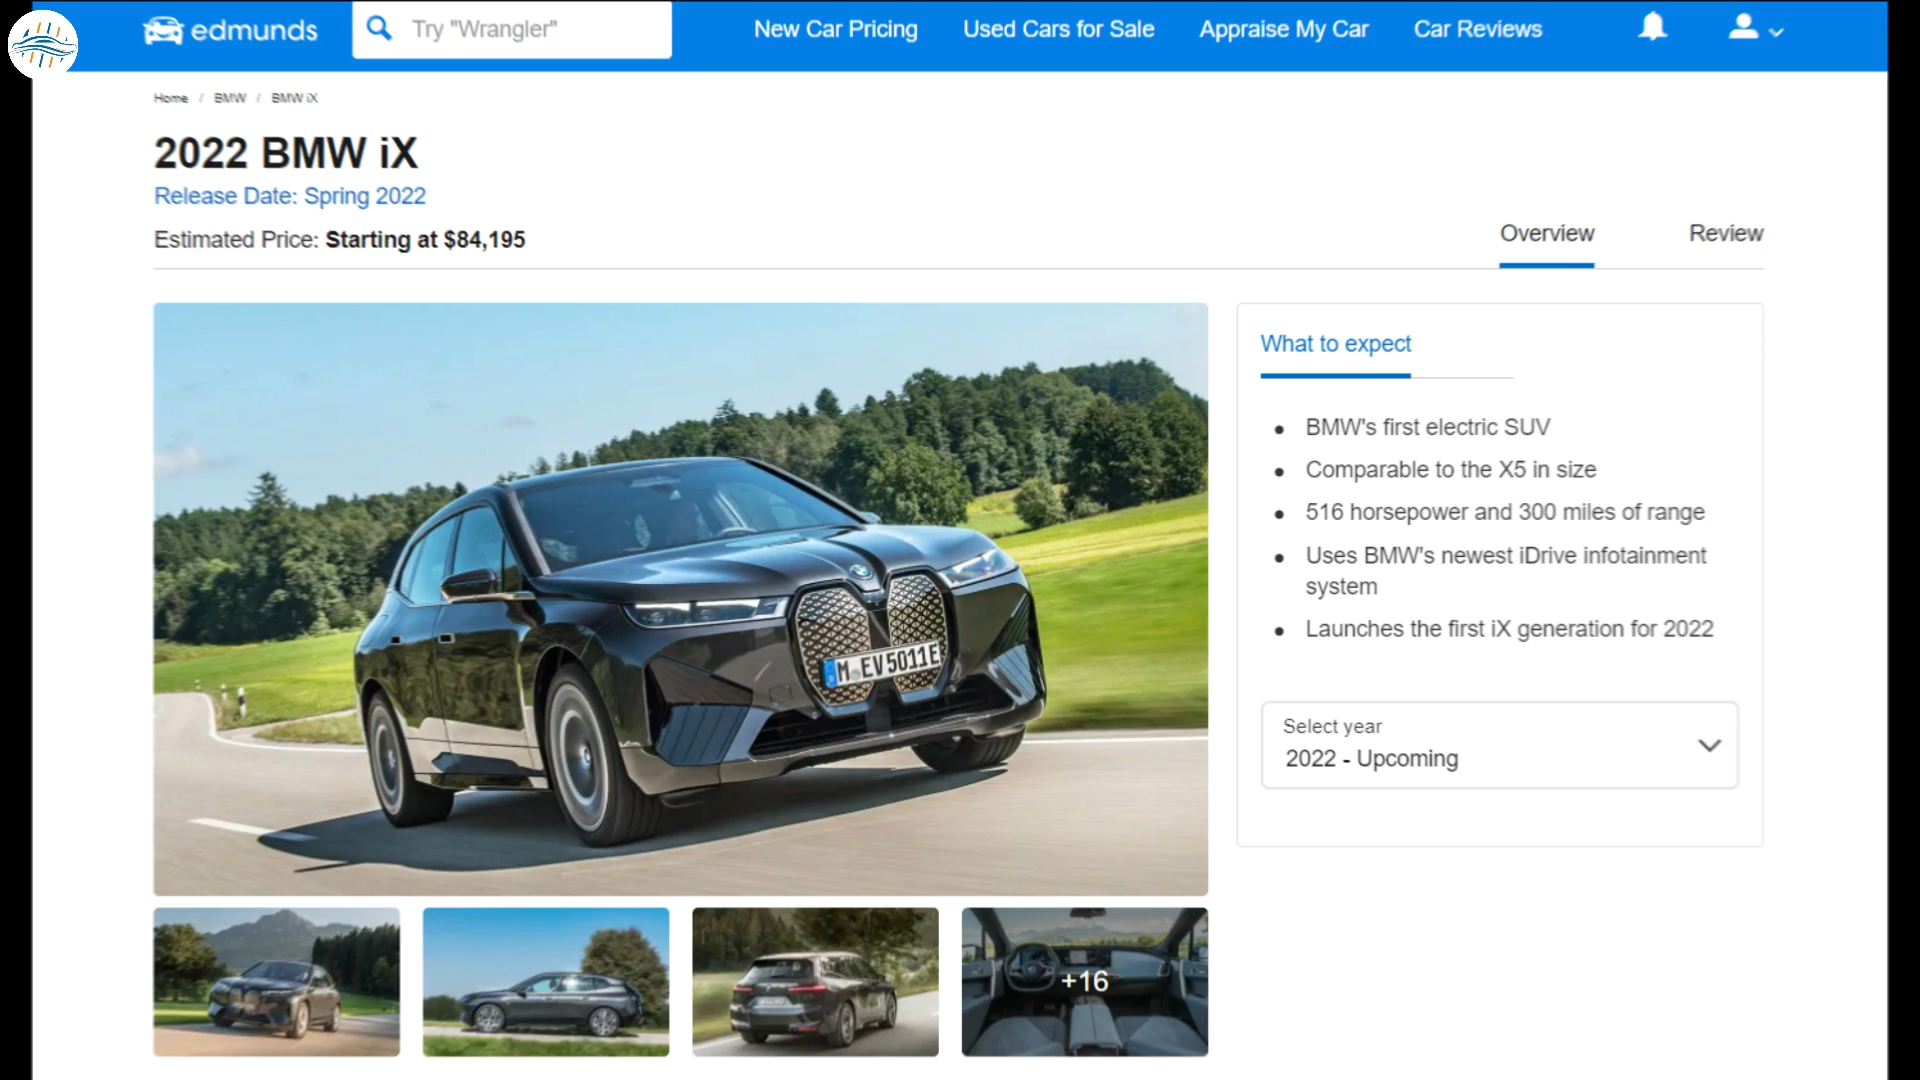 edmunds
Try "Wrangler"
New Car Pricing
Used Cars for Sale
Appraise My Car
Car Reviews
Home / BMW / BMW iX
2022 BMW iX
Release Date: Spring 2022
Estimated Price: Starting at $84,195
Overview
Review
M EV5011E
What to expect
BMW's first electric SUV
Comparable to the X5 in size
516 horsepower and 300 miles of range
Uses BMW's newest iDrive infotainment
system
Launches the first iX generation for 2022
Select year
2022 - Upcoming
+16